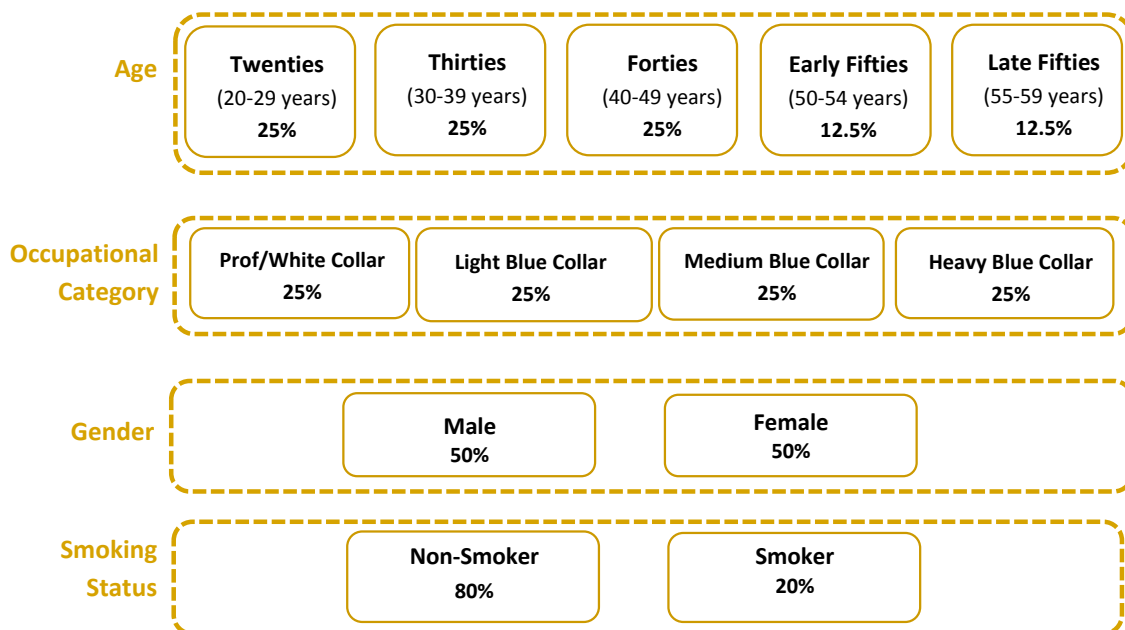 Age
Twenties
(20-29 years)
25%
Thirties
(30-39 years)
25%
Forties
(40-49 years)
25%
Early Fifties
(50-54 years)
12.5%
Late Fifties
(55-59 years)
12.5%
Occupational
Category
Prof/White Collar
25%
Light Blue Collar
25%
Medium Blue Collar
25%
Heavy Blue Collar
25%
Gender
Male
50%
Female
50%
Smoking
Status
Non-Smoker
80%
Smoker
20%